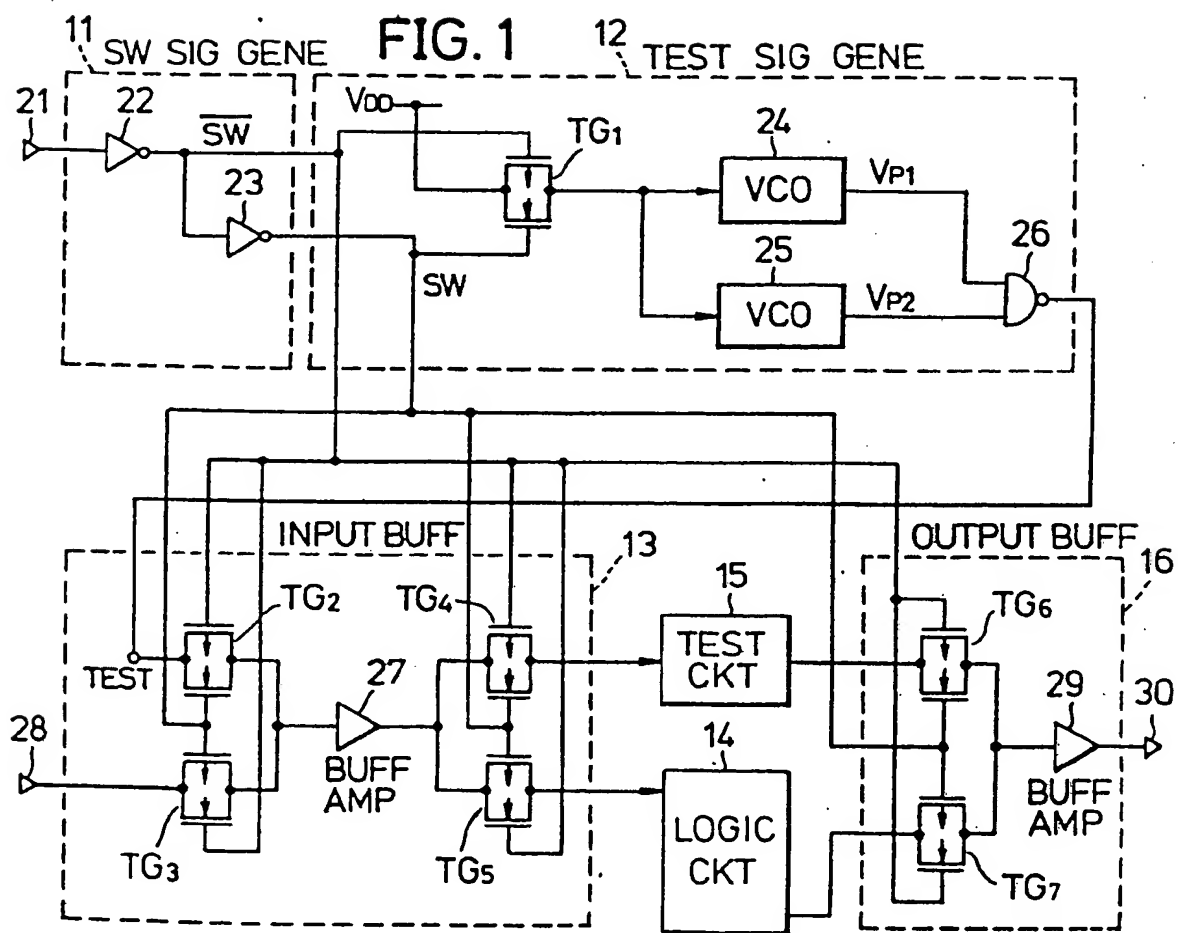 FIG. 1
11
SW SIG GENE
12
TEST SIG GENE
21
22
S̅W̅
VDD
TG1
24
VCO
VP1
23
26
25
SW
VCO
VP2
INPUT BUFF
13
OUTPUT BUFF
16
TG2
TG4
15
TEST
CKT
TG6
TEST
27
29
30
28
14
BUFF
AMP
BUFF
AMP
LOGIC
CKT
TG3
TG5
TG7